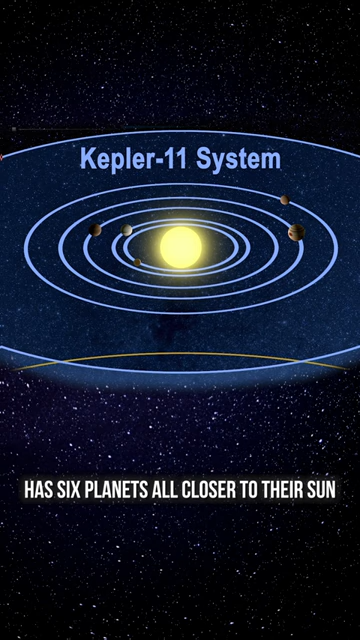 Kepler-11 System
HAS SIX PLANETS ALL CLOSER TO THEIR SUN